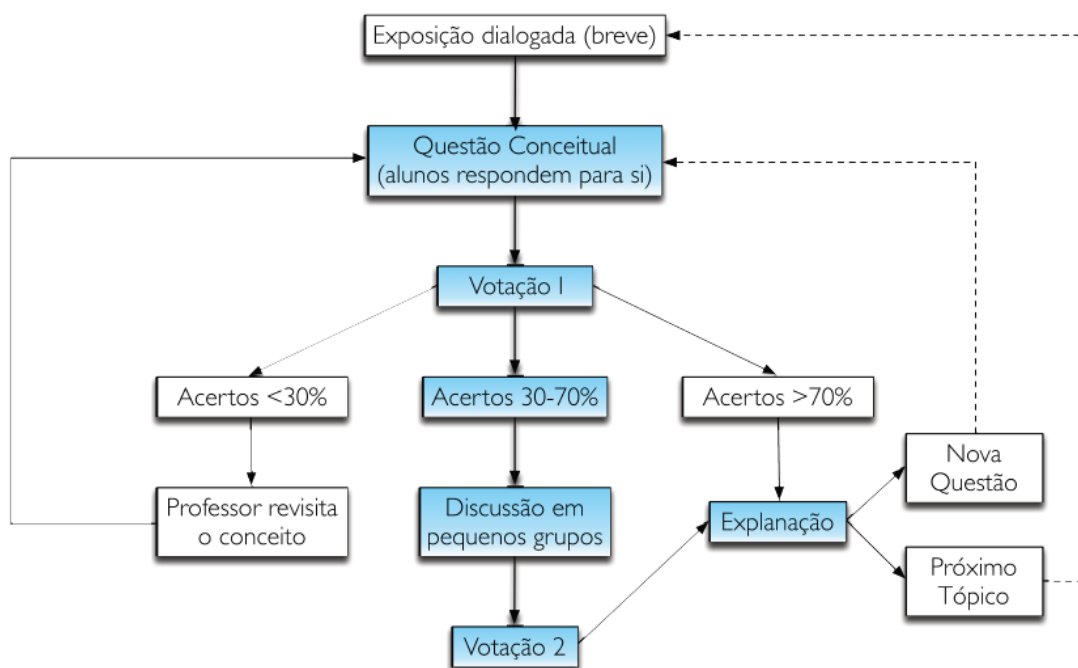 Exposição dialogada (breve)
Questão Conceitual
(alunos respondem para si)
Votação 1
Acertos <30%
Acertos 30-70%
Acertos >70%
Professor revisita
o conceito
Discussão em
pequenos grupos
Explanação
Nova
Questão
Próximo
Tópico
Votação 2